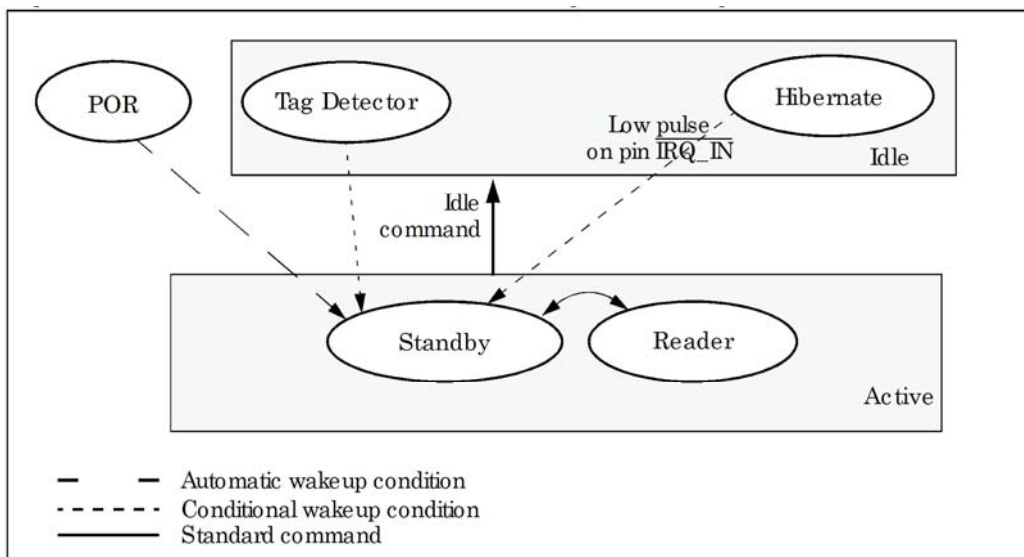 POR
Tag Detector
Hibernate
Low pulse
on pin IRQ_IN
Idle
Idle
command
Standby
Reader
Active
Automatic wakeup condition
Conditional wakeup condition
Standard command